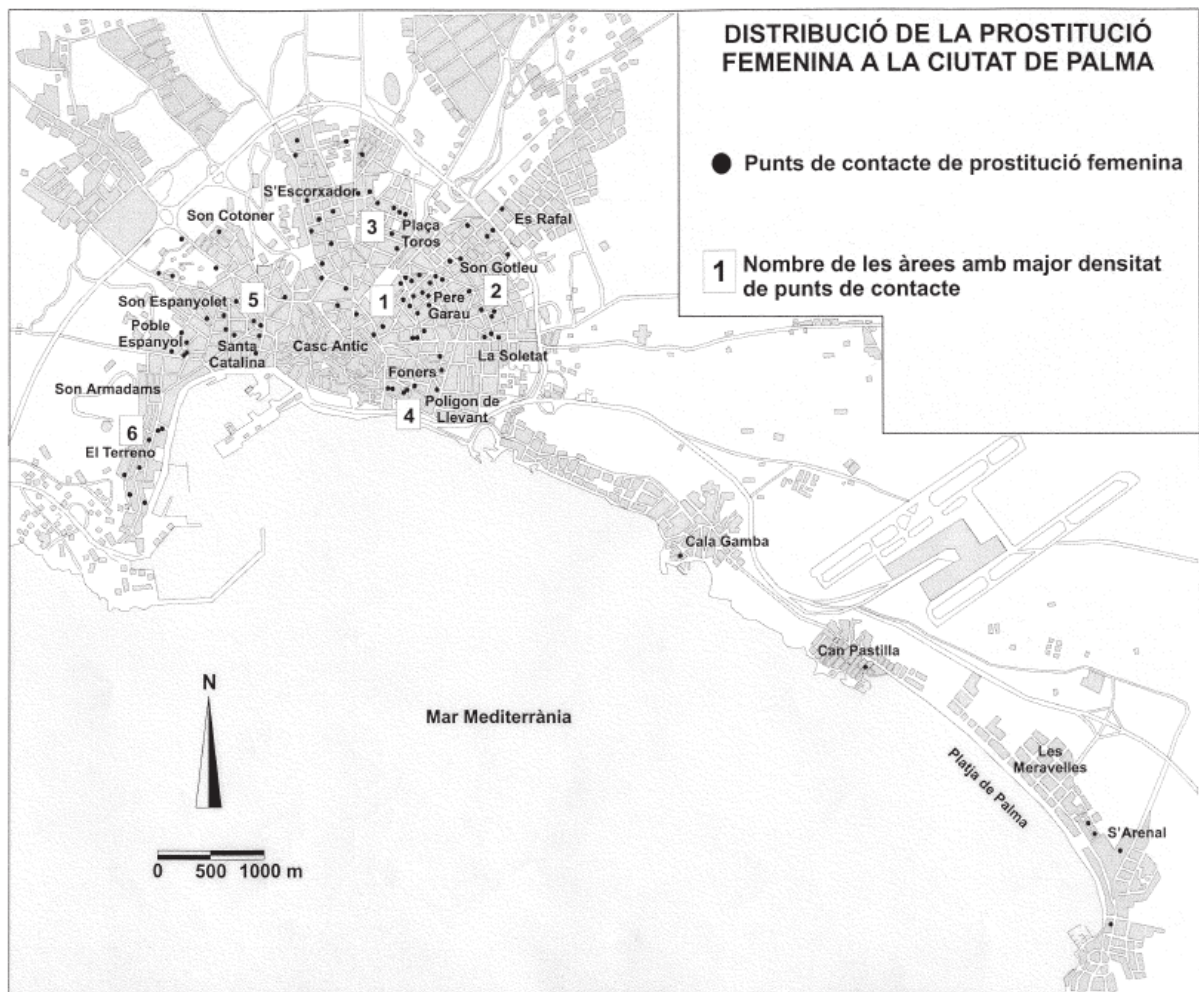 DISTRIBUCIÓ DE LA PROSTITUCIÓ
FEMENINA A LA CIUTAT DE PALMA
Punts de contacte de prostitució femenina
1
Nombre de les àrees amb major densitat
de punts de contacte
S'Escorxador
Son Cotoner
3
Plaça
Toros
Es Rafal
Son Gotleu
Son Espanyolet
5
1
Pere
Garau
2
Poble
Espanyol
Santa
Catalina
Casc Antic
La Soletat
Foners
Son Armadams
Polígon de
Llevant
4
6
El Terreno
Cala Gamba
Can Pastilla
N
Mar Mediterrània
Les
Meravelles
Platja de Palma
S'Arenal
0 500 1000 m